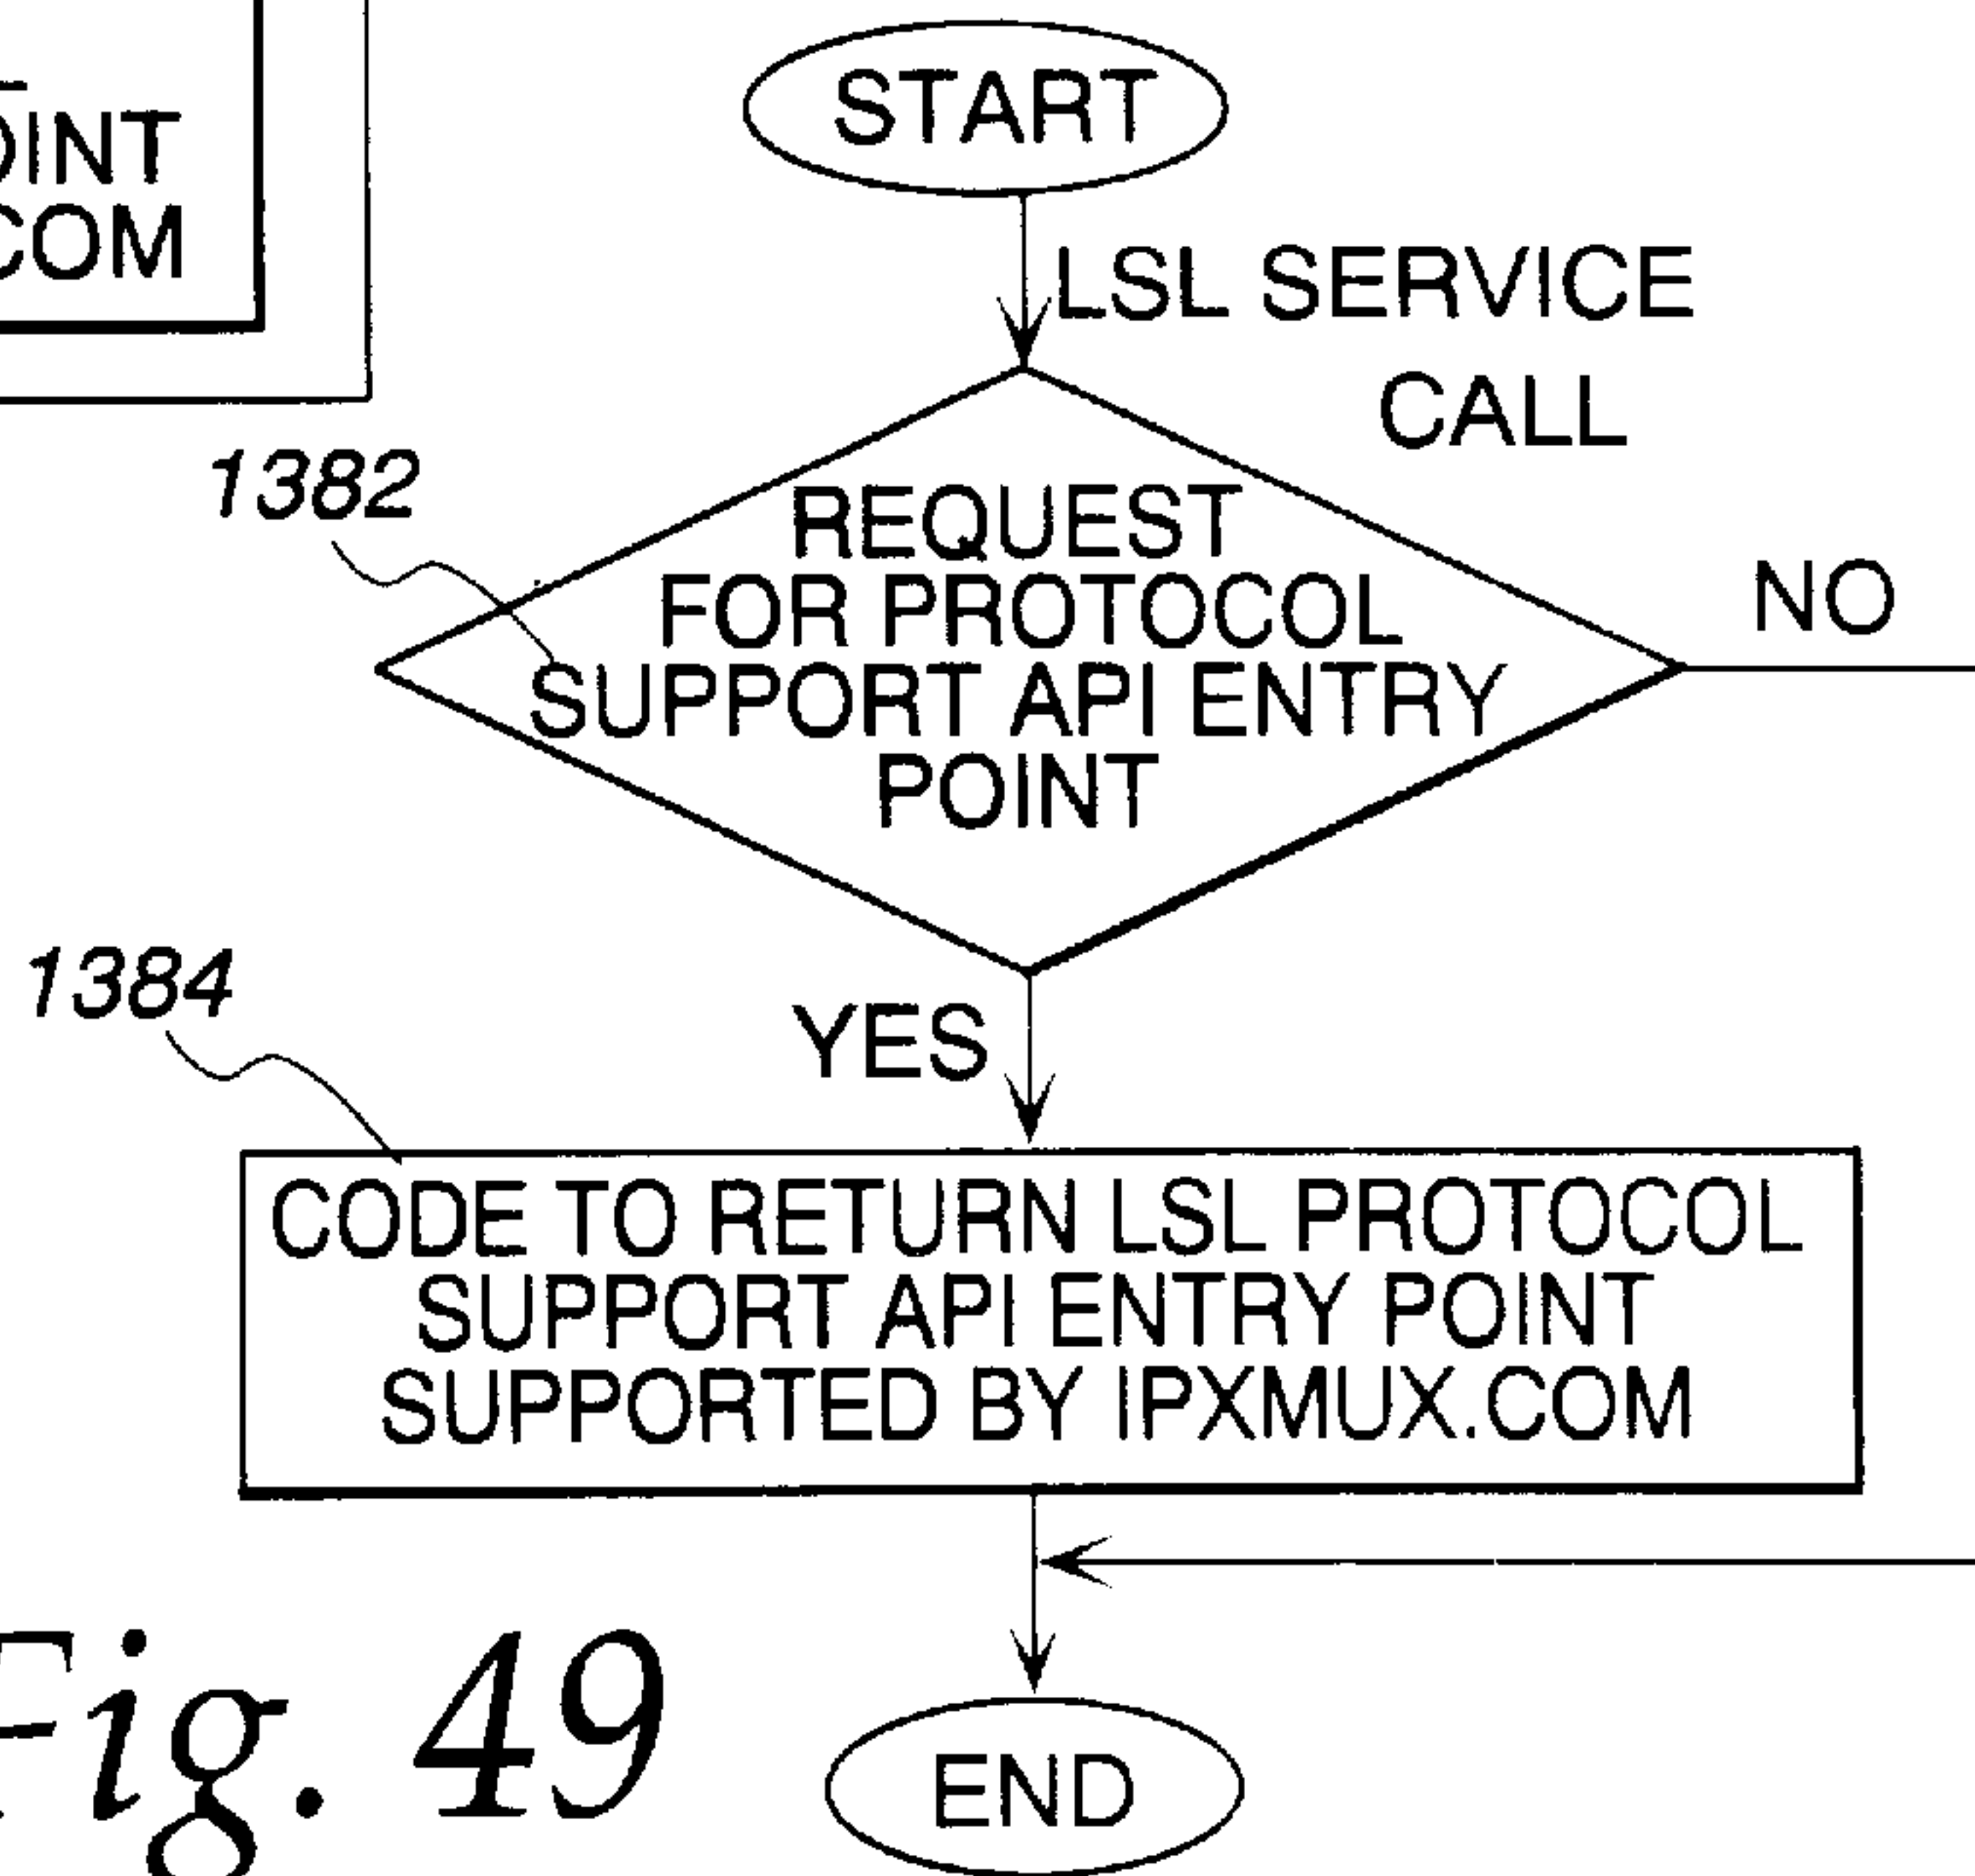 START
COM
LSL SERVICE
CALL
1382
REQUEST
FOR PROTOCOL
SUPPORT API ENTRY
POINT
NO
1384
YES
CODE TO RETURN LSL PROTOCOL
SUPPORT API ENTRY POINT
SUPPORTED BY IPXMUX.COM
Fig. 49
END